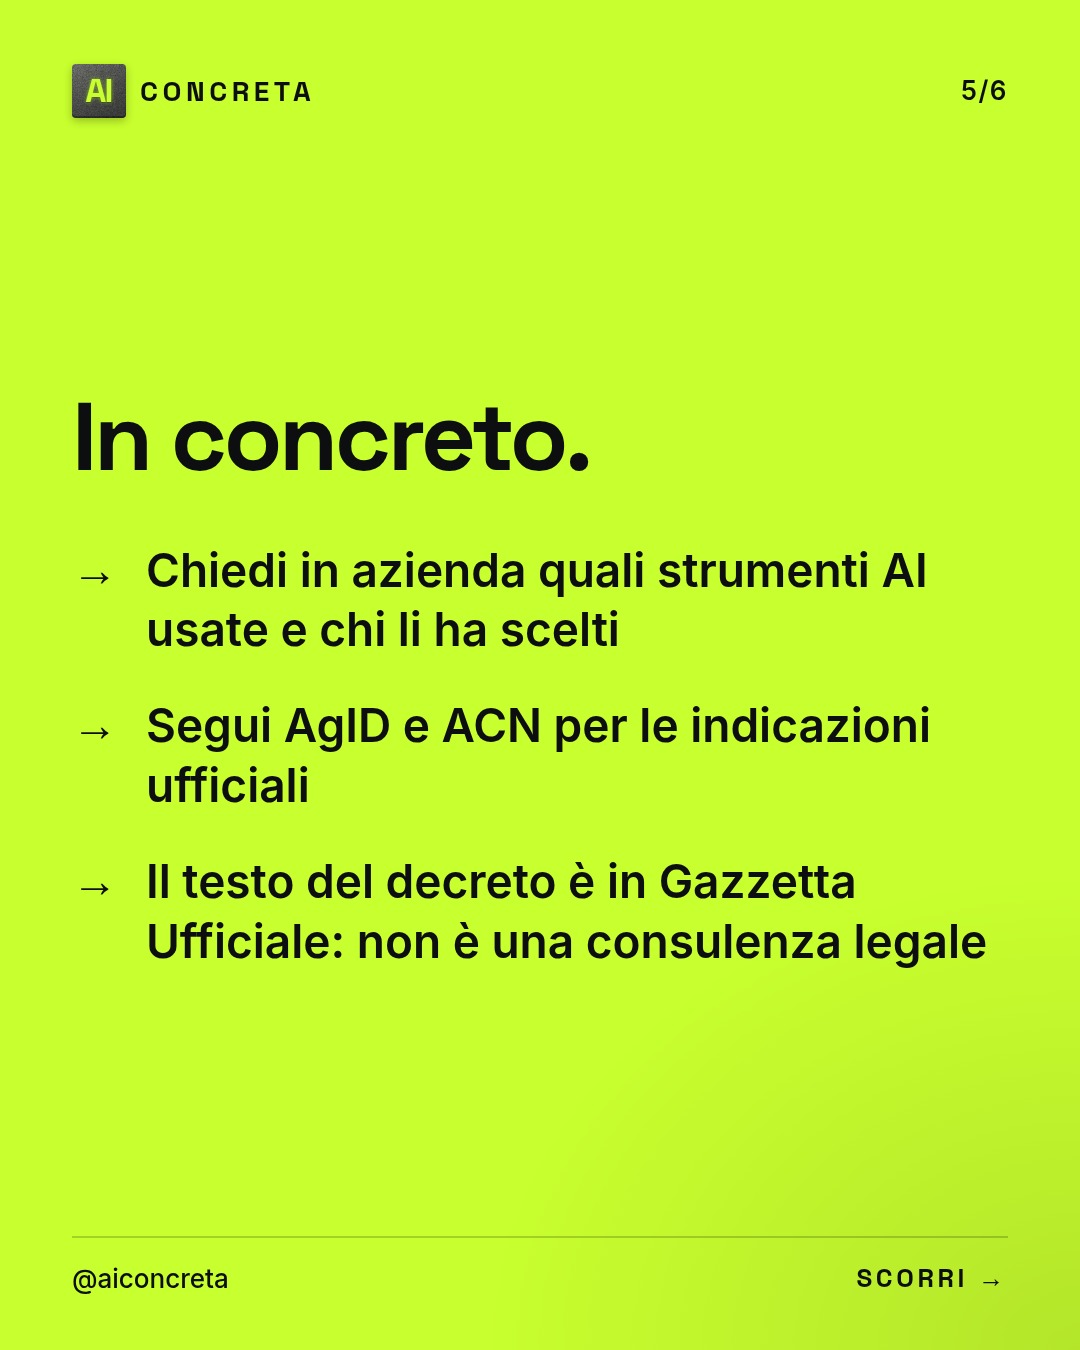 AI CONCRETA
5/6
In concreto.
→ Chiedi in azienda quali strumenti AI
usate e chi li ha scelti
→ Segui AgID e ACN per le indicazioni
ufficiali
→ Il testo del decreto è in Gazzetta
Ufficiale: non è una consulenza legale
@aiconcreta
SCORRI →